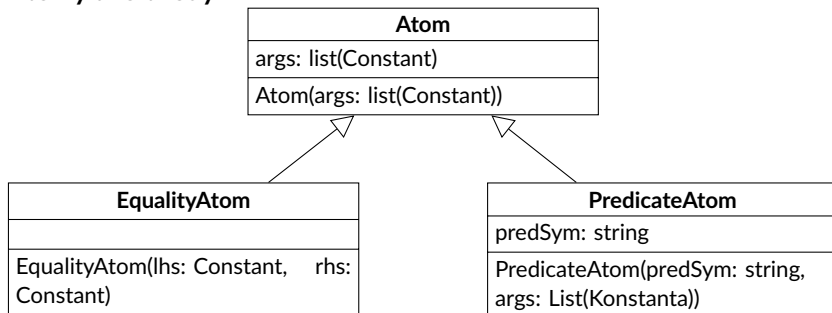 Atom
args: list(Constant)
Atom(args: list(Constant))
EqualityAtom
EqualityAtom(lhs: Constant, rhs:
Constant)
PredicateAtom
predSym: string
PredicateAtom(predSym: string,
args: List(Konstanta))